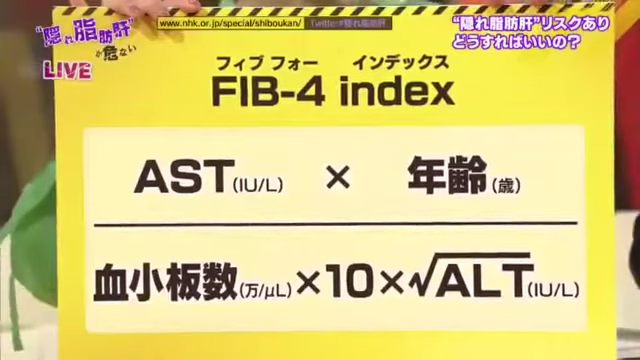 www.nhk.or.jp/special/shiboukan/ Twitter#隠れ脂肪肝
"隠れ脂肪肝"が危ない
LIVE
"隠れ脂肪肝"リスクあり
どうすればいいの？
フィブ フォー インデックス
FIB-4 index
AST(IU/L) × 年齢(歳)
血小板数(万/μL)×10×√ALT(IU/L)